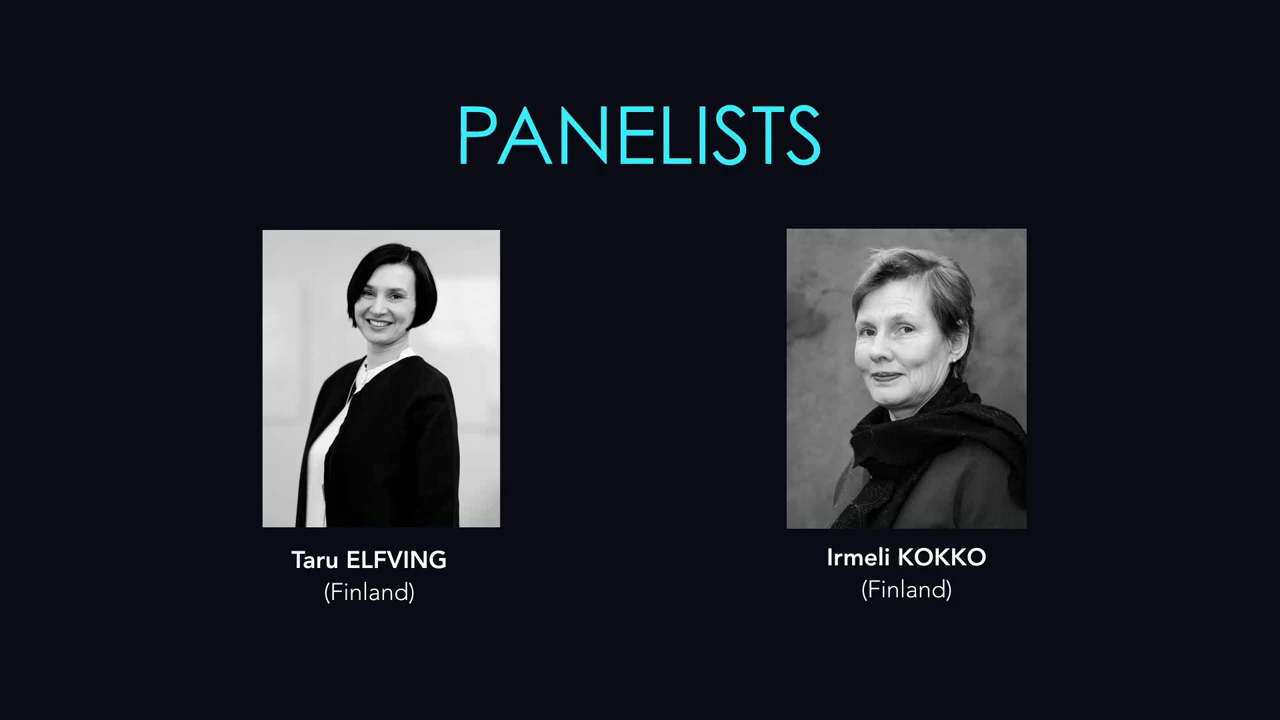 PANELISTS
Taru ELFVING
(Finland)
Irmeli KOKKO
(Finland)